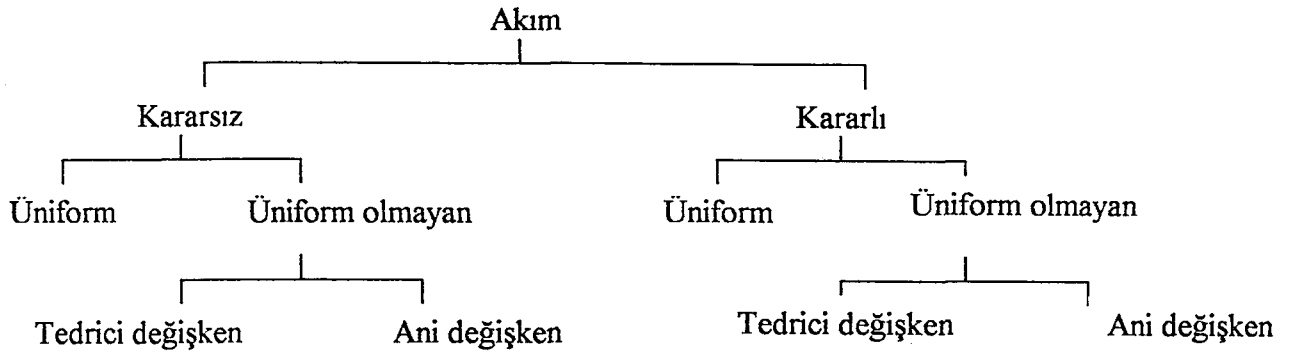 Akım
Kararsız Kararlı
Üniform Üniform olmayan Üniform Üniform olmayan
Tedrici değişken Ani değişken Tedrici değişken Ani değişken